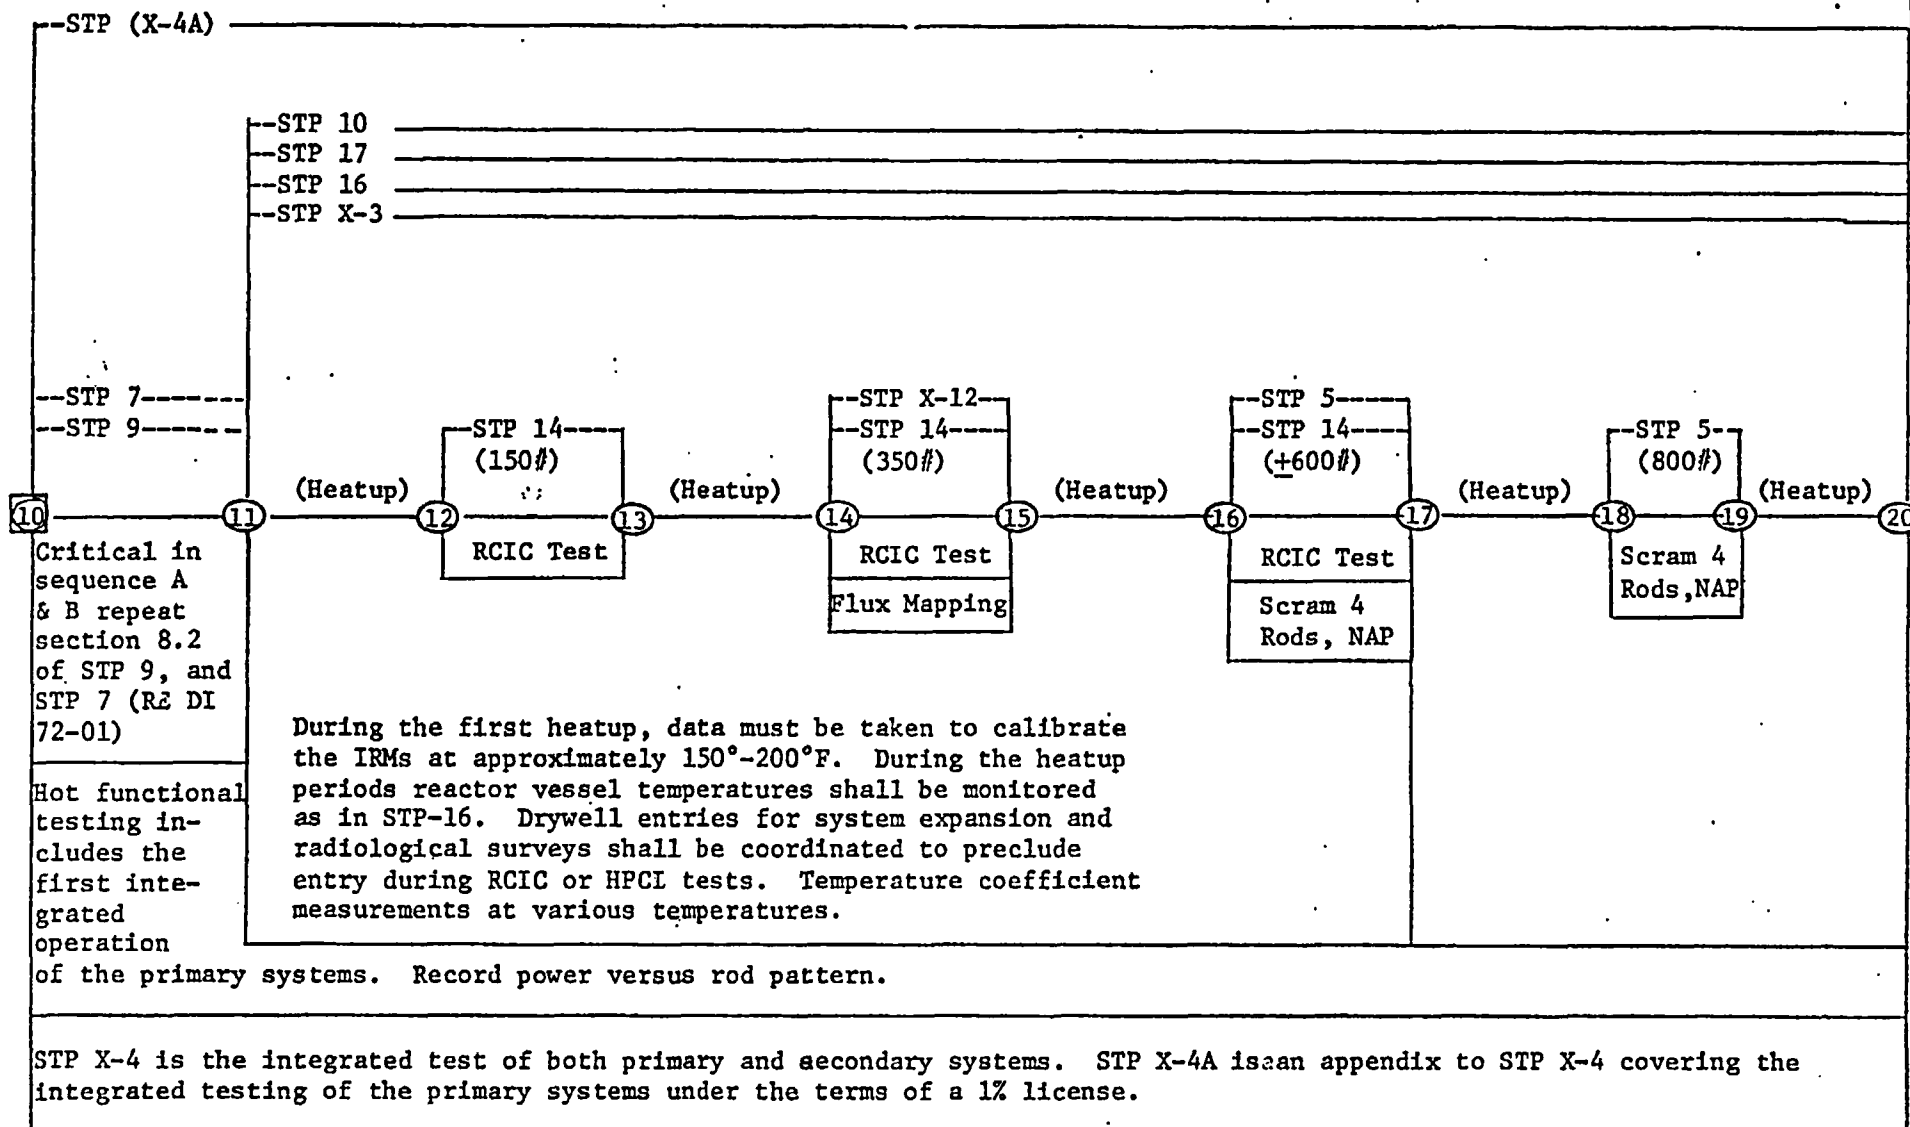 --STP (X-4A)
--STP 10
--STP 17
--STP 16
--STP X-3
--STP 7-------
--STP 9-------
--STP 14----
(150#)
--STP X-12--
--STP 14----
(350#)
--STP 5-----
--STP 14----
(±600#)
--STP 5--
(800#)
(Heatup)
(Heatup)
(Heatup)
(Heatup)
(Heatup)
10 11 12 13 14 15 16 17 18 19 20
Critical in
sequence A
& B repeat
section 8.2
of STP 9, and
STP 7 (RE DI
72-01)
RCIC Test
RCIC Test
Flux Mapping
RCIC Test
Scram 4
Rods, NAP
Scram 4
Rods,NAP
During the first heatup, data must be taken to calibrate
the IRMs at approximately 150°-200°F. During the heatup
periods reactor vessel temperatures shall be monitored
as in STP-16. Drywell entries for system expansion and
radiological surveys shall be coordinated to preclude
entry during RCIC or HPCI tests. Temperature coefficient
measurements at various temperatures.
Hot functional
testing in-
cludes the
first inte-
grated
operation
of the primary systems. Record power versus rod pattern.
STP X-4 is the integrated test of both primary and secondary systems. STP X-4A is an appendix to STP X-4 covering the
integrated testing of the primary systems under the terms of a 1% license.